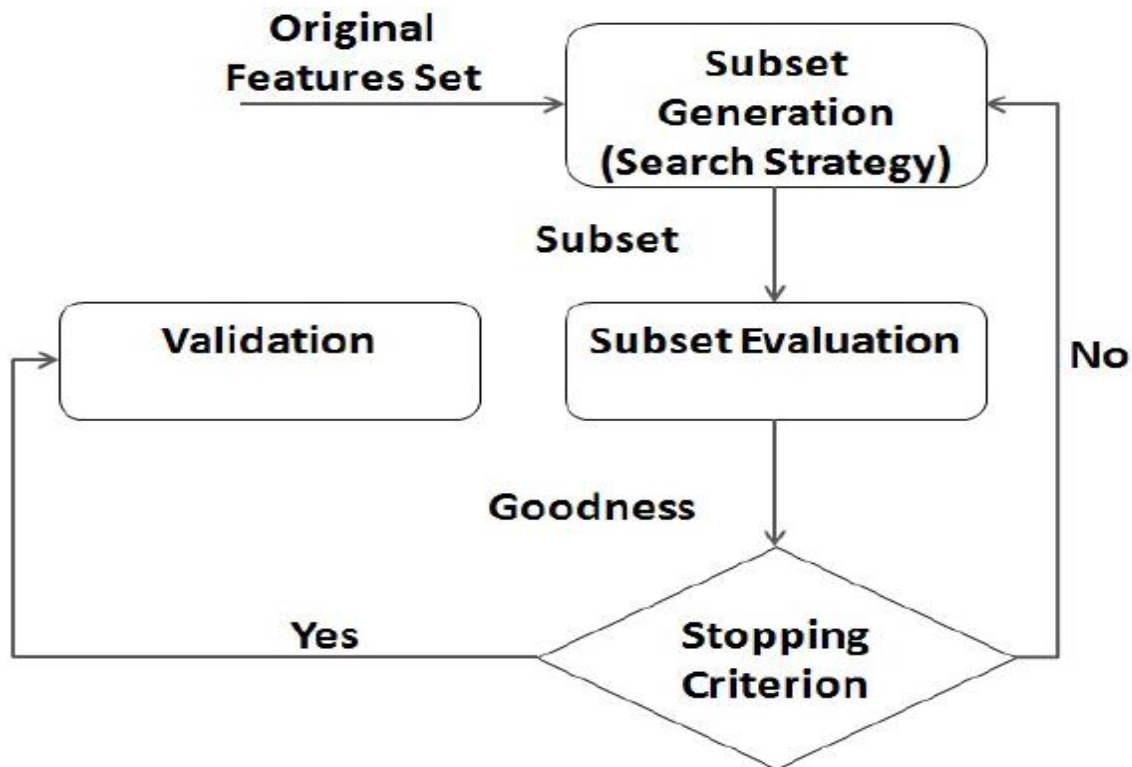 Original
Features Set
Subset
Generation
(Search Strategy)
Subset
Validation
Subset Evaluation
No
Goodness
Yes
Stopping
Criterion